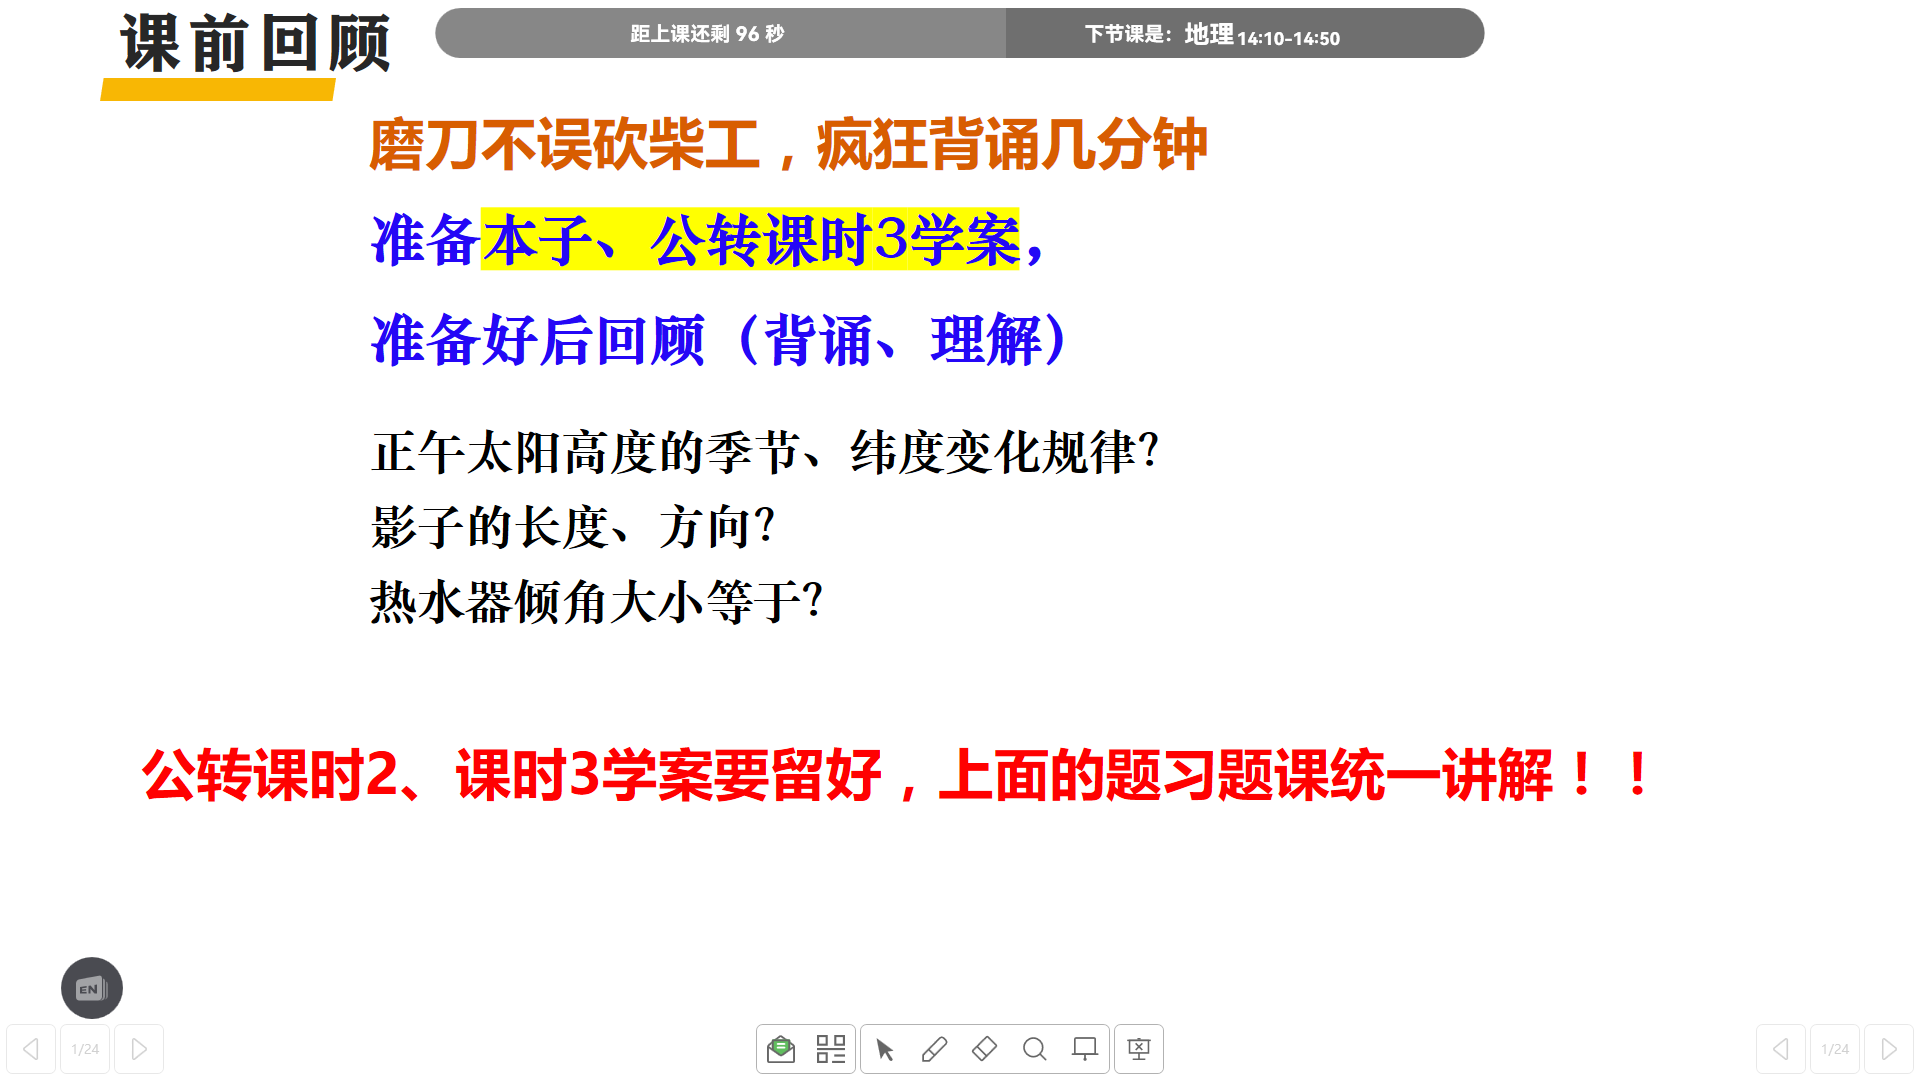 课前回顾
距上课还剩 96 秒
下节课是：地理 14:10-14:50
磨刀不误砍柴工，疯狂背诵几分钟
准备本子、公转课时3学案，
准备好后回顾（背诵、理解）
正午太阳高度的季节、纬度变化规律？
影子的长度、方向？
热水器倾角大小等于？
公转课时2、课时3学案要留好，上面的题习题课统一讲解！！
EN
1/24
1/24